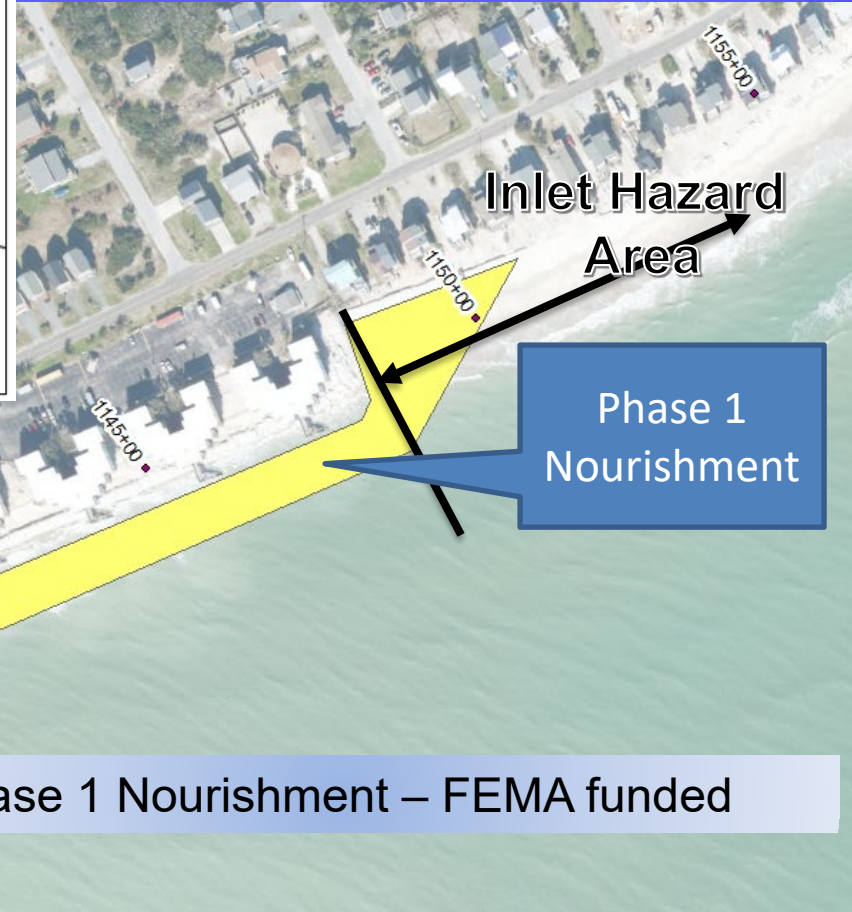 1155+00
Inlet Hazard
Area
1150+00
Phase 1
Nourishment
1145+00
ase 1 Nourishment – FEMA funded